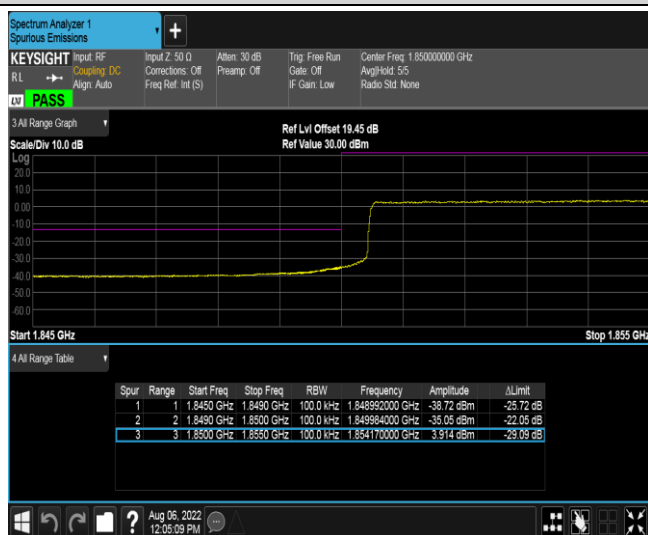 Spectrum Analyzer 1
Spurious Emissions
KEYSIGHT
R L
LXI PASS
Input: RF
Coupling: DC
Align: Auto
Input Z: 50 Ω
Corrections: Off
Freq Ref: Int (S)
Atten: 30 dB
Preamp: Off
Trig: Free Run
Gate: Off
IF Gain: Low
Center Freq: 1.850000000 GHz
Avg|Hold: 5/5
Radio Std: None
3 All Range Graph
Scale/Div 10.0 dB
Ref Lvl Offset 19.45 dB
Ref Value 30.00 dBm
Log
20.0
10.0
0.00
-10.0
-20.0
-30.0
-40.0
-50.0
-60.0
Start 1.845 GHz
Stop 1.855 GHz
4 All Range Table
Spur Range Start Freq Stop Freq RBW Frequency Amplitude ΔLimit
1 1 1.8450 GHz 1.8490 GHz 100.0 kHz 1.848992000 GHz -38.72 dBm -25.72 dB
2 2 1.8490 GHz 1.8500 GHz 100.0 kHz 1.849984000 GHz -35.05 dBm -22.05 dB
3 3 1.8500 GHz 1.8550 GHz 100.0 kHz 1.854170000 GHz 3.914 dBm -29.09 dB
?
Aug 06, 2022
12:05:09 PM